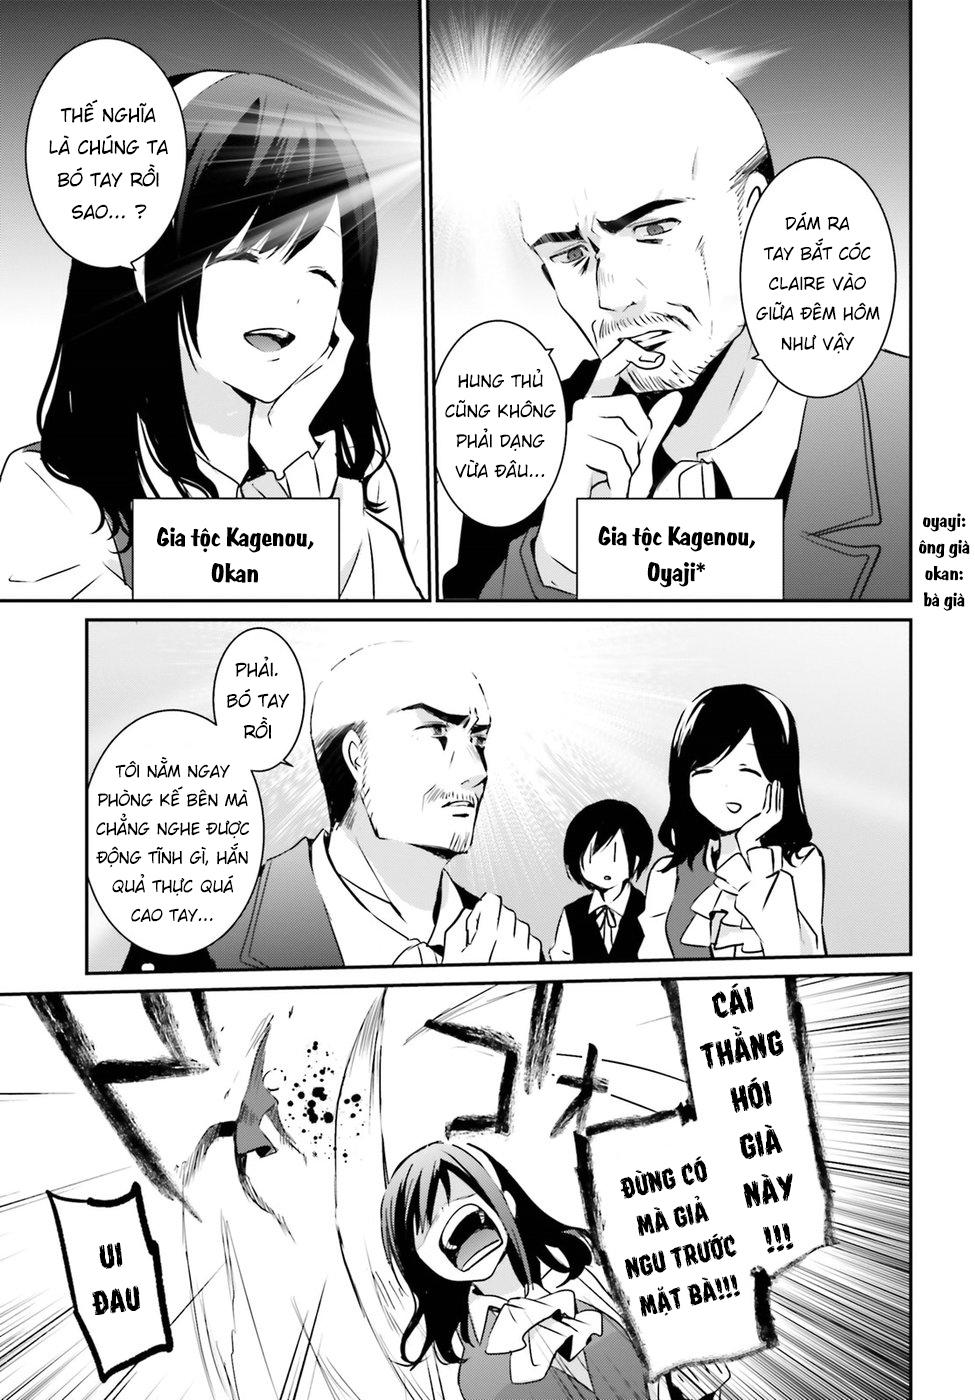 DÁM RA
TAY BẮT CÓC
CLAIRE VÀO
GIỮA ĐÊM HÔM
NHƯ VẬY
HUNG THỦ
CŨNG KHÔNG
PHẢI DẠNG
VỪA ĐÂU...
Gia tộc Kagenou,
Oyaji*
oyayi:
ông già
okan:
bà già
THẾ NGHĨA
LÀ CHÚNG TA
BÓ TAY RỒI
SAO... ?
Gia tộc Kagenou,
Okan
PHẢI.
BÓ TAY
RỒI
TÔI NẰM NGAY
PHÒNG KẾ BÊN MÀ
CHẲNG NGHE ĐƯỢC
ĐỘNG TĨNH GÌ, HẮN
QUẢ THỰC QUÁ
CAO TAY...
CÁI
THẰNG
HÓI
GIÀ
NÀY
!!!
ĐỪNG CÓ
MÀ GIẢ
NGU TRƯỚC
MẶT BÀ!!!
UI
ĐAU